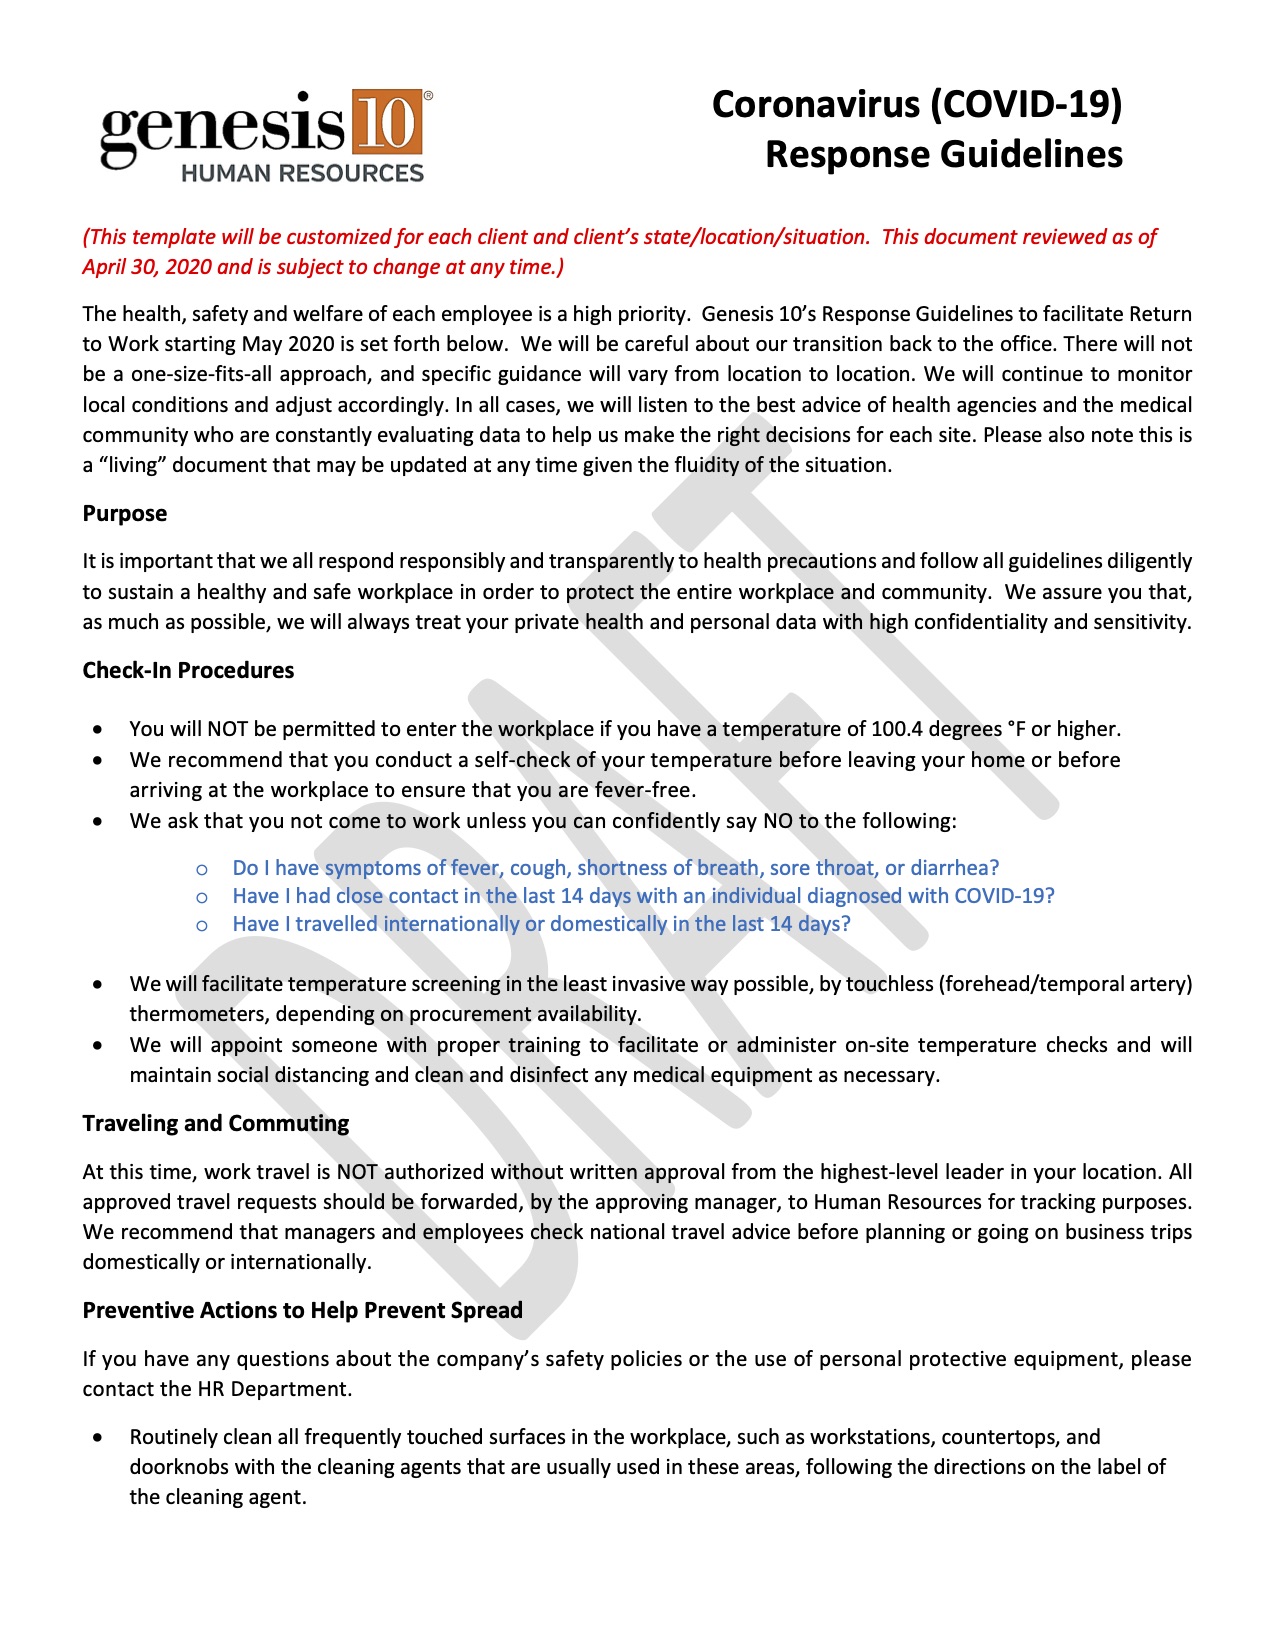 genesis10®
HUMAN RESOURCES
Coronavirus (COVID-19)
Response Guidelines
(This template will be customized for each client and client’s state/location/situation.  This document reviewed as of
April 30, 2020 and is subject to change at any time.)
The health, safety and welfare of each employee is a high priority.  Genesis 10’s Response Guidelines to facilitate Return
to Work starting May 2020 is set forth below.  We will be careful about our transition back to the office. There will not
be a one-size-fits-all approach, and specific guidance will vary from location to location. We will continue to monitor
local conditions and adjust accordingly. In all cases, we will listen to the best advice of health agencies and the medical
community who are constantly evaluating data to help us make the right decisions for each site. Please also note this is
a “living” document that may be updated at any time given the fluidity of the situation.
Purpose
It is important that we all respond responsibly and transparently to health precautions and follow all guidelines diligently
to sustain a healthy and safe workplace in order to protect the entire workplace and community.  We assure you that,
as much as possible, we will always treat your private health and personal data with high confidentiality and sensitivity.
Check-In Procedures
• You will NOT be permitted to enter the workplace if you have a temperature of 100.4 degrees °F or higher.
• We recommend that you conduct a self-check of your temperature before leaving your home or before
arriving at the workplace to ensure that you are fever-free.
• We ask that you not come to work unless you can confidently say NO to the following:
o Do I have symptoms of fever, cough, shortness of breath, sore throat, or diarrhea?
o Have I had close contact in the last 14 days with an individual diagnosed with COVID-19?
o Have I travelled internationally or domestically in the last 14 days?
• We will facilitate temperature screening in the least invasive way possible, by touchless (forehead/temporal artery)
thermometers, depending on procurement availability.
• We will appoint someone with proper training to facilitate or administer on-site temperature checks and will
maintain social distancing and clean and disinfect any medical equipment as necessary.
Traveling and Commuting
At this time, work travel is NOT authorized without written approval from the highest-level leader in your location. All
approved travel requests should be forwarded, by the approving manager, to Human Resources for tracking purposes.
We recommend that managers and employees check national travel advice before planning or going on business trips
domestically or internationally.
Preventive Actions to Help Prevent Spread
If you have any questions about the company’s safety policies or the use of personal protective equipment, please
contact the HR Department.
• Routinely clean all frequently touched surfaces in the workplace, such as workstations, countertops, and
doorknobs with the cleaning agents that are usually used in these areas, following the directions on the label of
the cleaning agent.
DRAFT